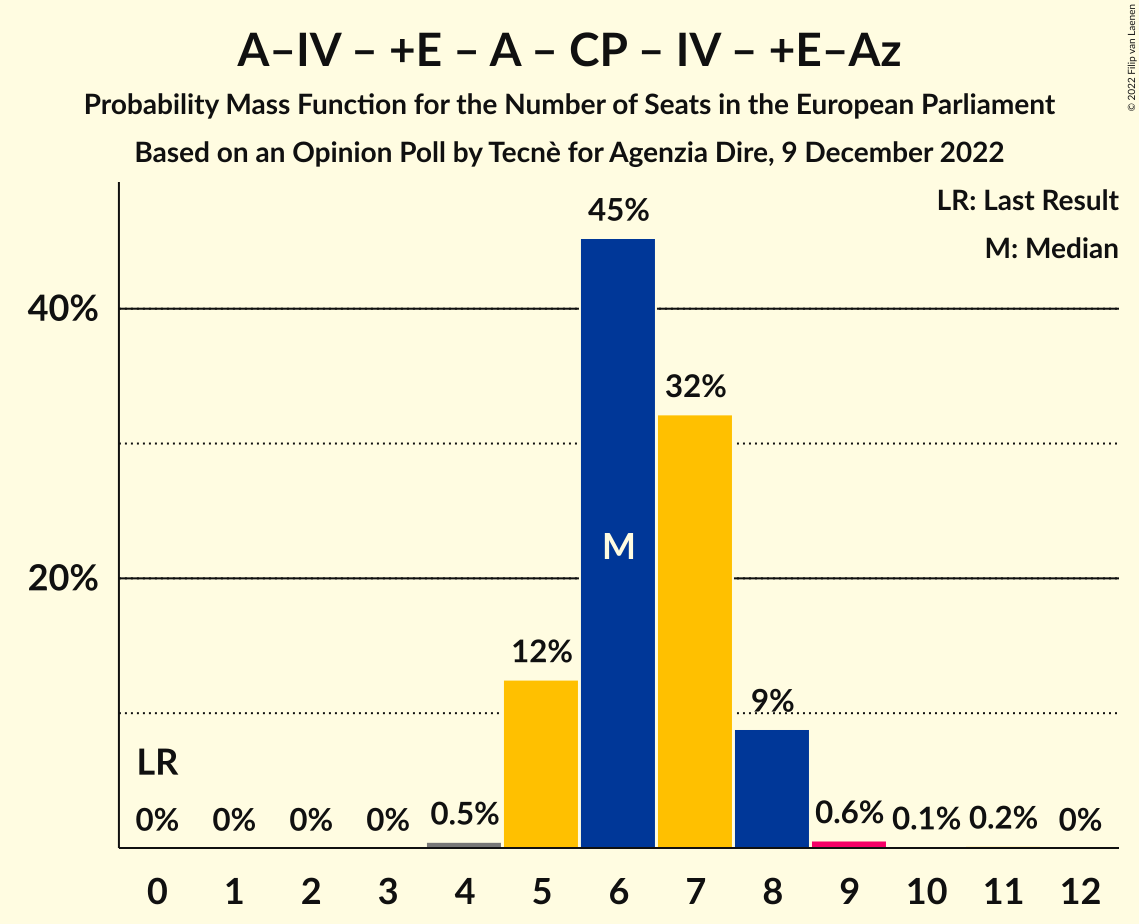 A–IV – +E – A – CP – IV – +E–Az
Probability Mass Function for the Number of Seats in the European Parliament
Based on an Opinion Poll by Tecnè for Agenzia Dire, 9 December 2022
© 2022 Filip van Laenen
LR: Last Result
M: Median
45%
40%
32%
M
20%
12%
9%
LR
0% 0% 0% 0% 0.5% 0.6% 0.1% 0.2% 0%
0 1 2 3 4 5 6 7 8 9 10 11 12